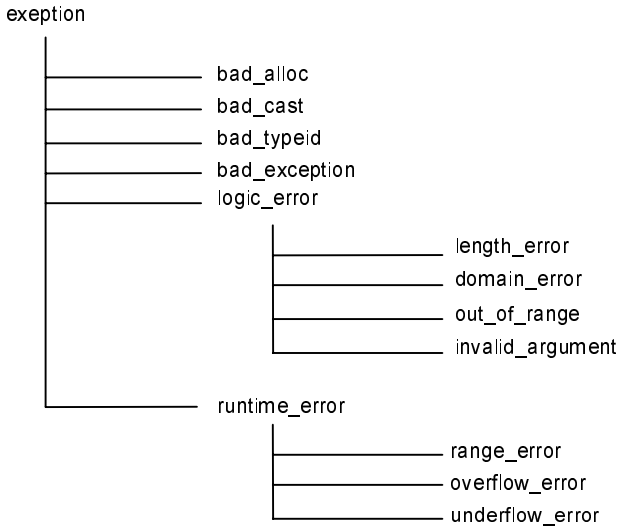 exeption
bad_alloc
bad_cast
bad_typeid
bad_exception
logic_error
length_error
domain_error
out_of_range
invalid_argument
runtime_error
range_error
overflow_error
underflow_error